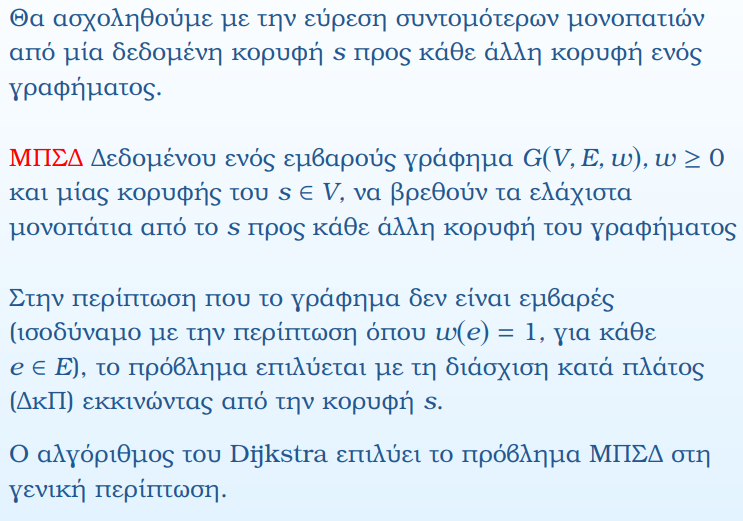 Θα ασχοληθούμε με την εύρεση συντομότερων μονοπατιών
από μία δεδομένη κορυφή s προς κάθε άλλη κορυφή ενός
γραφήματος.
ΜΠΣΔ Δεδομένου ενός εμβαρούς γράφημα G(V, E, w), w ≥ 0
και μίας κορυφής του s ∈ V, να βρεθούν τα ελάχιστα
μονοπάτια από το s προς κάθε άλλη κορυφή του γραφήματος
Στην περίπτωση που το γράφημα δεν είναι εμβαρές
(ισοδύναμο με την περίπτωση όπου w(e) = 1, για κάθε
e ∈ E), το πρόβλημα επιλύεται με τη διάσχιση κατά πλάτος
(ΔκΠ) εκκινώντας από την κορυφή s.
Ο αλγόριθμος του Dijkstra επιλύει το πρόβλημα ΜΠΣΔ στη
γενική περίπτωση.